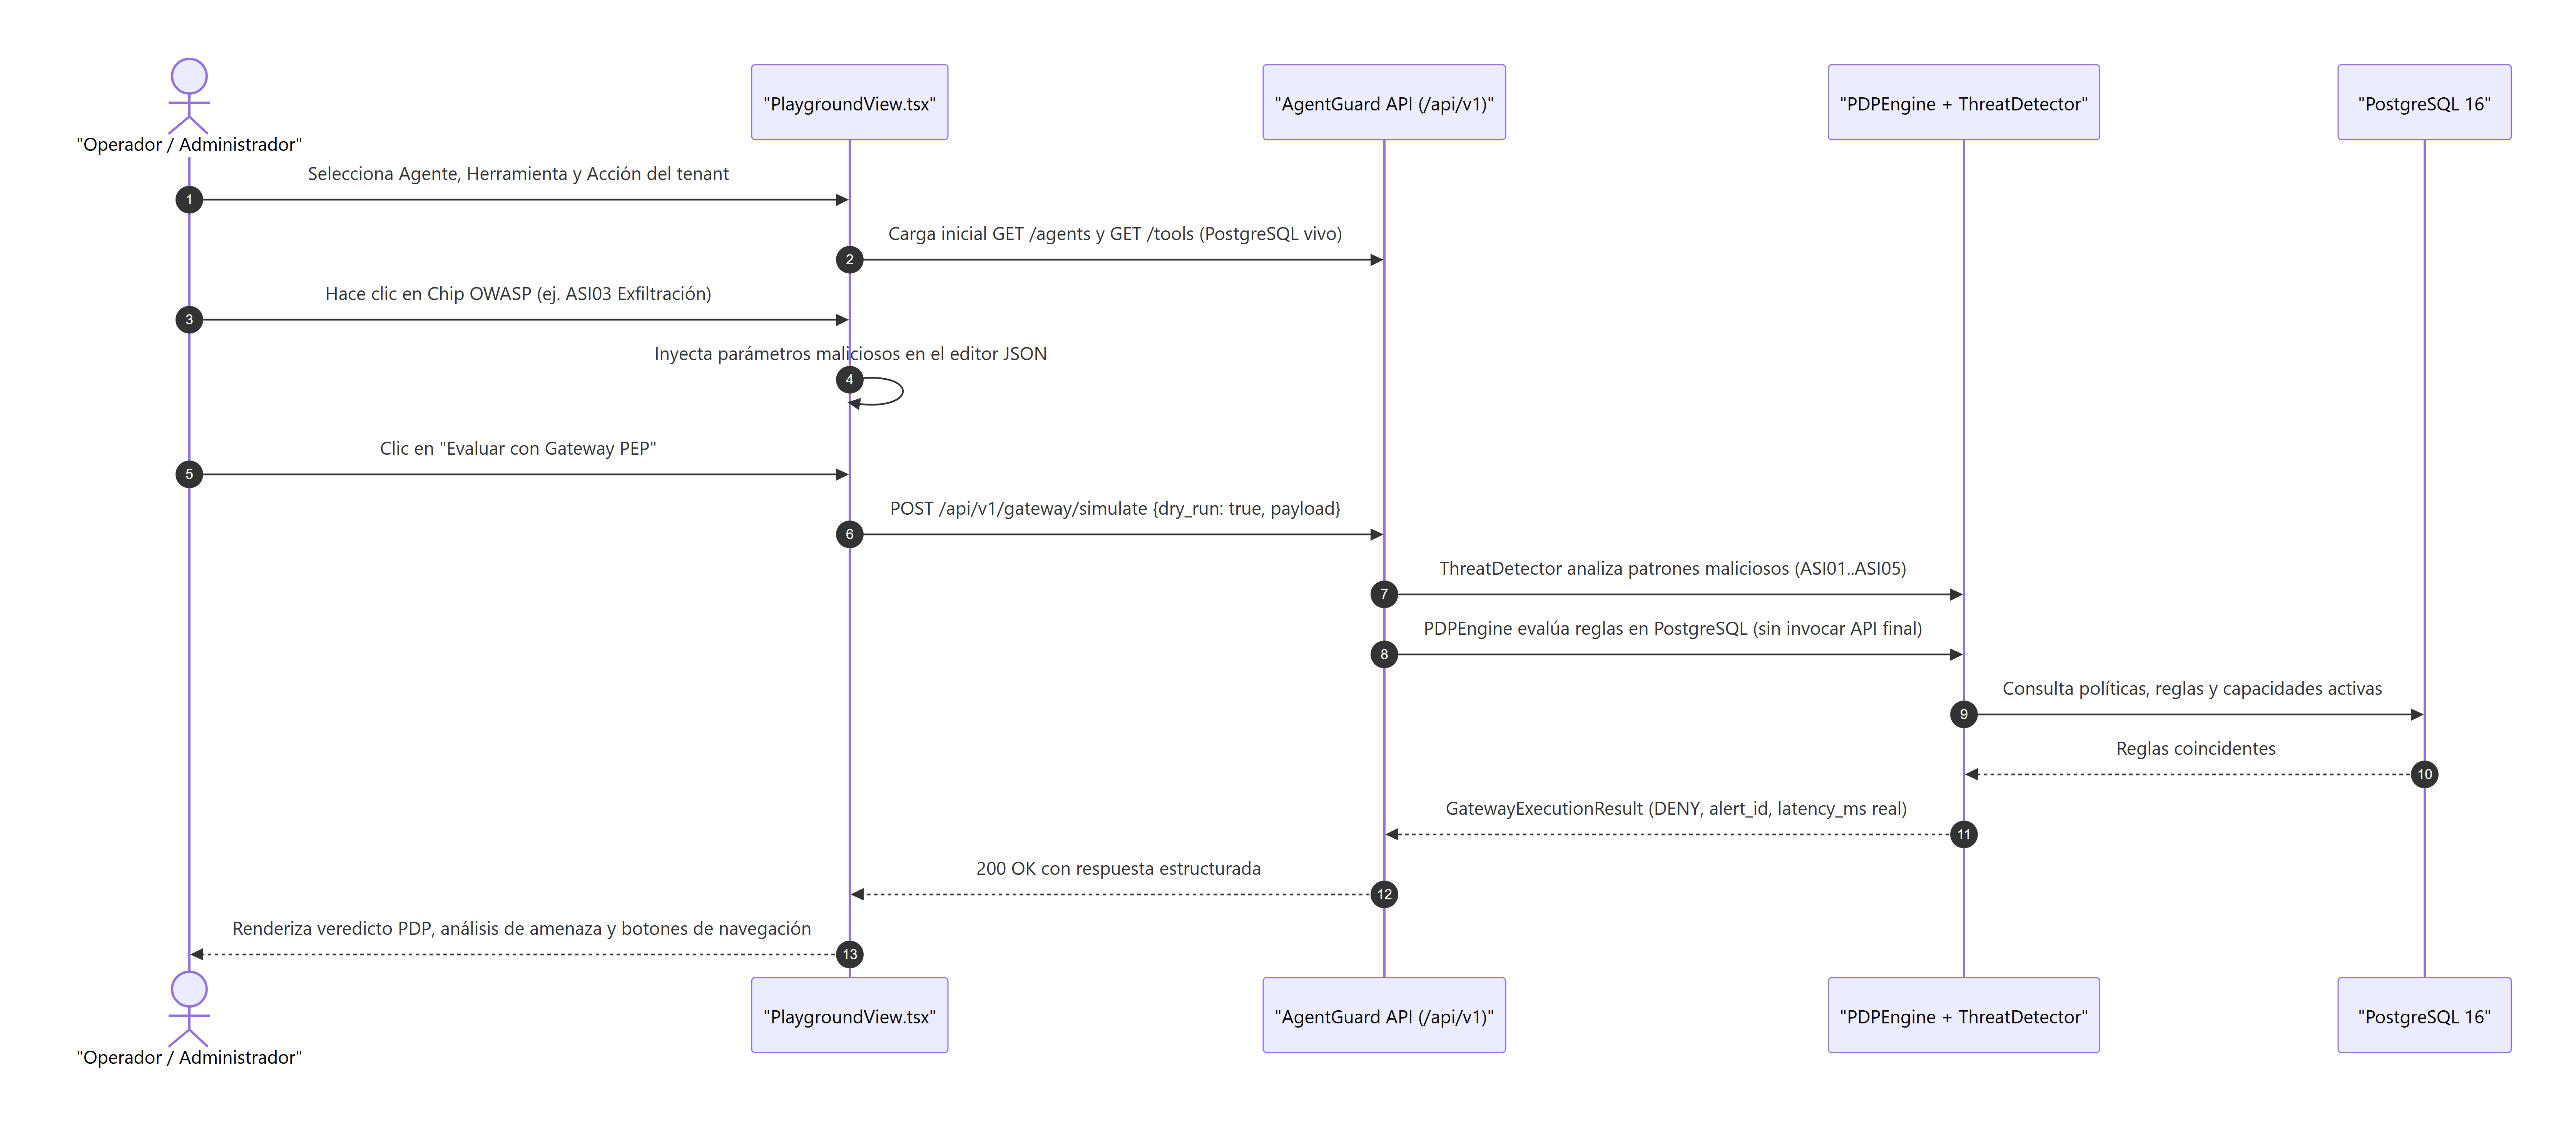 "Operador / Administrador"
"PlaygroundView.tsx"
"AgentGuard API (/api/v1)"
"PDPEngine + ThreatDetector"
"PostgreSQL 16"
Selecciona Agente, Herramienta y Acción del tenant
1
Carga inicial GET /agents y GET /tools (PostgreSQL vivo)
2
Hace clic en Chip OWASP (ej. ASI03 Exfiltración)
3
Inyecta parámetros maliciosos en el editor JSON
4
Clic en "Evaluar con Gateway PEP"
5
POST /api/v1/gateway/simulate {dry_run: true, payload}
6
ThreatDetector analiza patrones maliciosos (ASI01..ASI05)
7
PDPEngine evalúa reglas en PostgreSQL (sin invocar API final)
8
Consulta políticas, reglas y capacidades activas
9
Reglas coincidentes
10
GatewayExecutionResult (DENY, alert_id, latency_ms real)
11
200 OK con respuesta estructurada
12
Renderiza veredicto PDP, análisis de amenaza y botones de navegación
13
"Operador / Administrador"
"PlaygroundView.tsx"
"AgentGuard API (/api/v1)"
"PDPEngine + ThreatDetector"
"PostgreSQL 16"